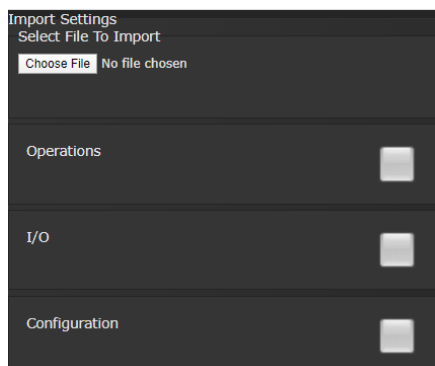 Import Settings
Select File To Import
Choose File No file chosen
Operations
I/O
Configuration